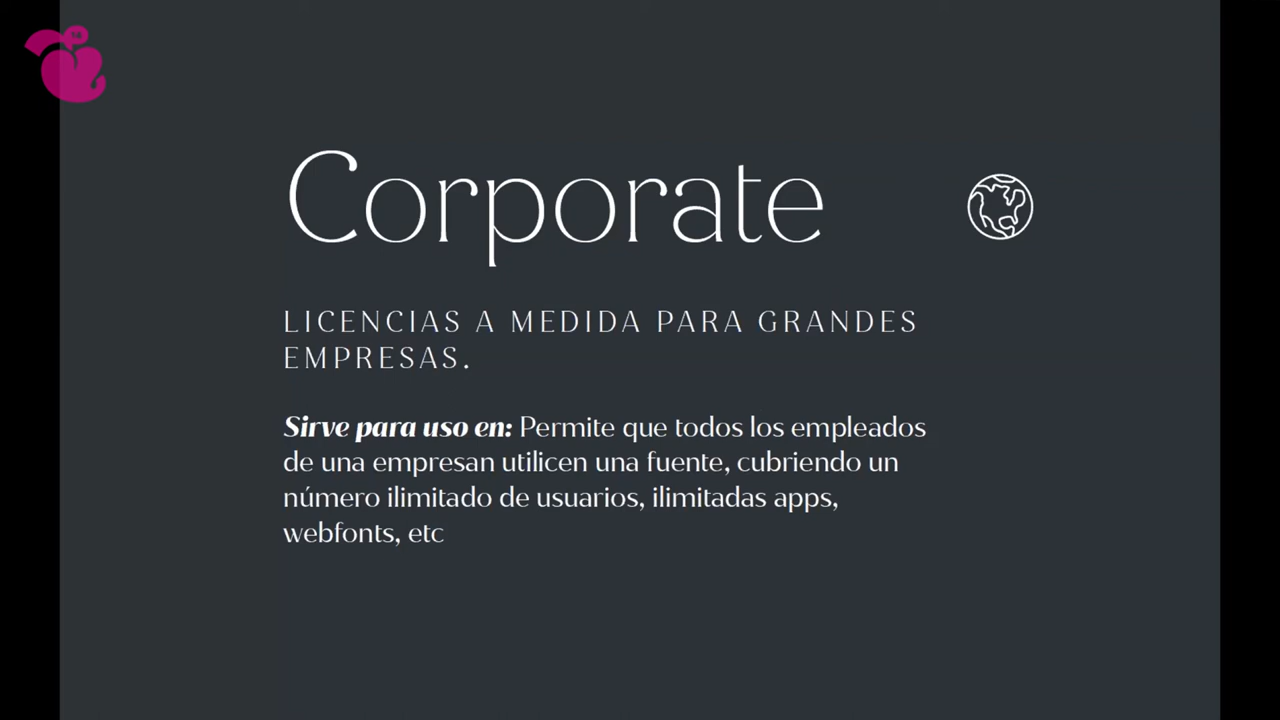 Corporate
LICENCIAS A MEDIDA PARA GRANDES
EMPRESAS.
Sirve para uso en: Permite que todos los empleados
de una empresan utilicen una fuente, cubriendo un
número ilimitado de usuarios, ilimitadas apps,
webfonts, etc